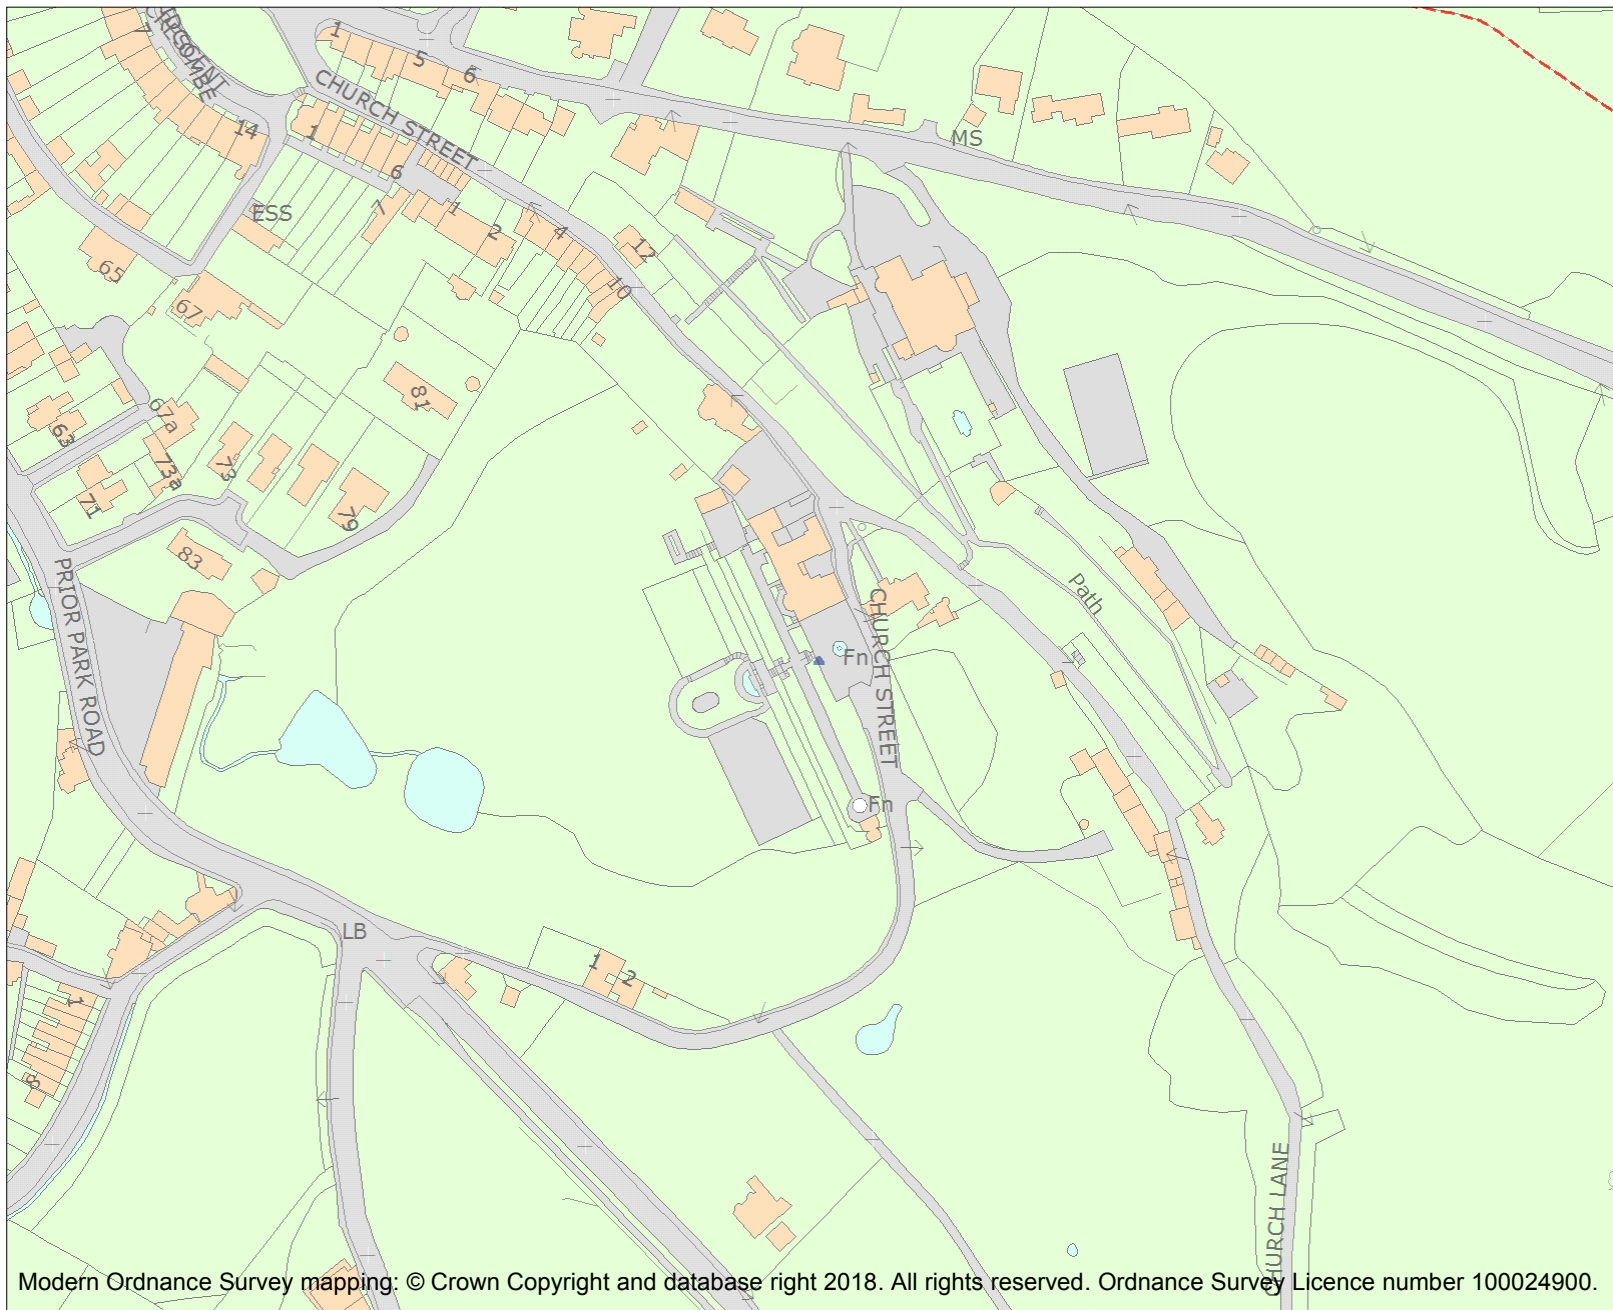 CRESCENT
7
1
5
6
CHURCH STREET
14
1
6
MS
ESS
7
1
2
4
12
10
65
67
81
67a
63
73a
73
71
79
83
Path
PRIOR PARK ROAD
CHURCH STREET
Fn
Fn
LB
1
2
1
8
CHURCH LANE
Modern Ordnance Survey mapping: © Crown Copyright and database right 2018. All rights reserved. Ordnance Survey Licence number 100024900.